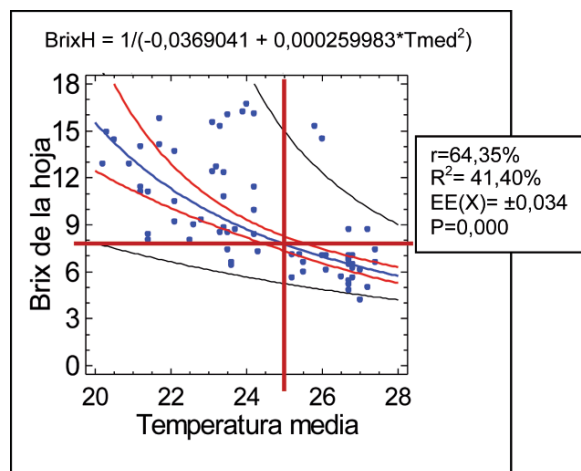 BrixH = 1/(-0,0369041 + 0,000259983*Tmed²)
18
15
12
9
6
3
0
Brix de la hoja
20 22 24 26 28
Temperatura media
r=64,35%
R²= 41,40%
EE(X)= ±0,034
P=0,000